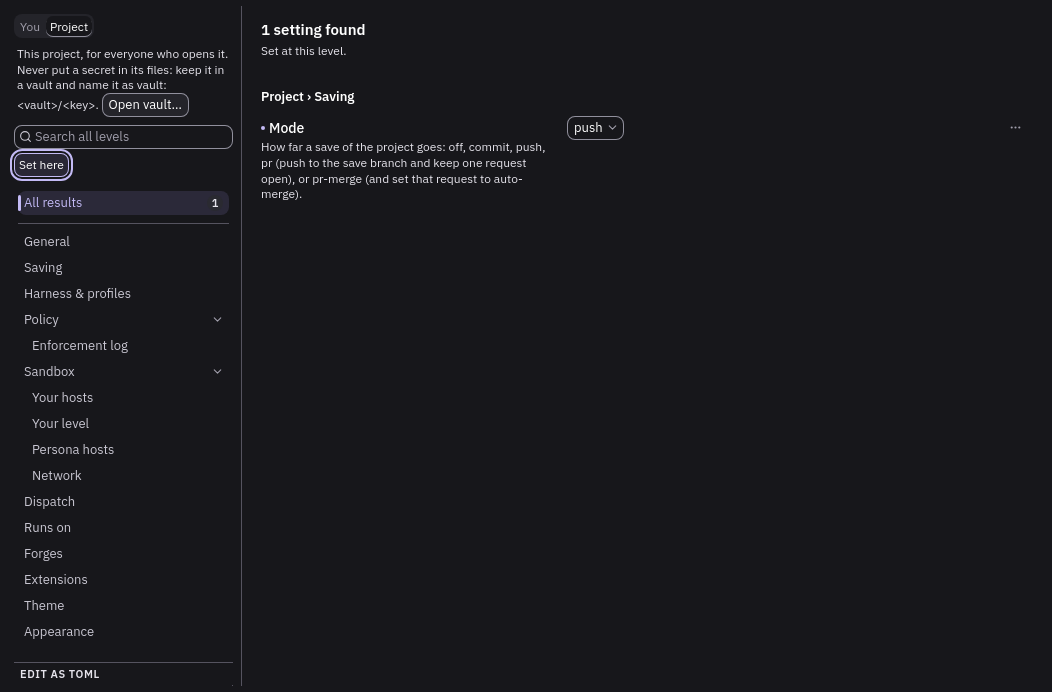 You Project
This project, for everyone who opens it.
Never put a secret in its files: keep it in
a vault and name it as vault:
<vault>/<key>. Open vault...
Search all levels
Set here
All results 1
General
Saving
Harness & profiles
Policy
Enforcement log
Sandbox
Your hosts
Your level
Persona hosts
Network
Dispatch
Runs on
Forges
Extensions
Theme
Appearance
EDIT AS TOML
1 setting found
Set at this level.
Project › Saving
Mode
push
How far a save of the project goes: off, commit, push,
pr (push to the save branch and keep one request
open), or pr-merge (and set that request to auto-
merge).